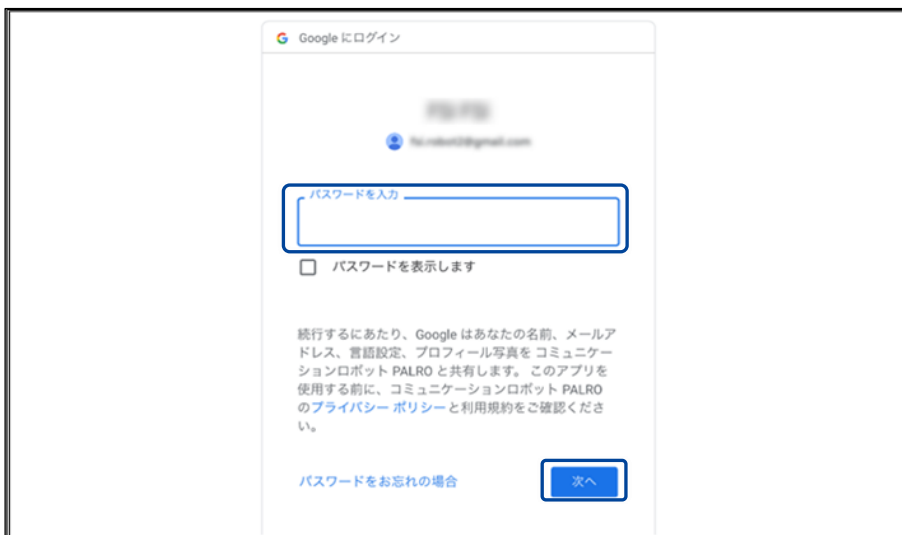 Google にログイン
パスワードを入力
パスワードを表示します
続行するにあたり、Google はあなたの名前、メールア
ドレス、言語設定、プロフィール写真を コミュニケー
ションロボット PALRO と共有します。 このアプリを
使用する前に、コミュニケーションロボット PALRO
のプライバシー ポリシーと利用規約をご確認くださ
い。
パスワードをお忘れの場合
次へ